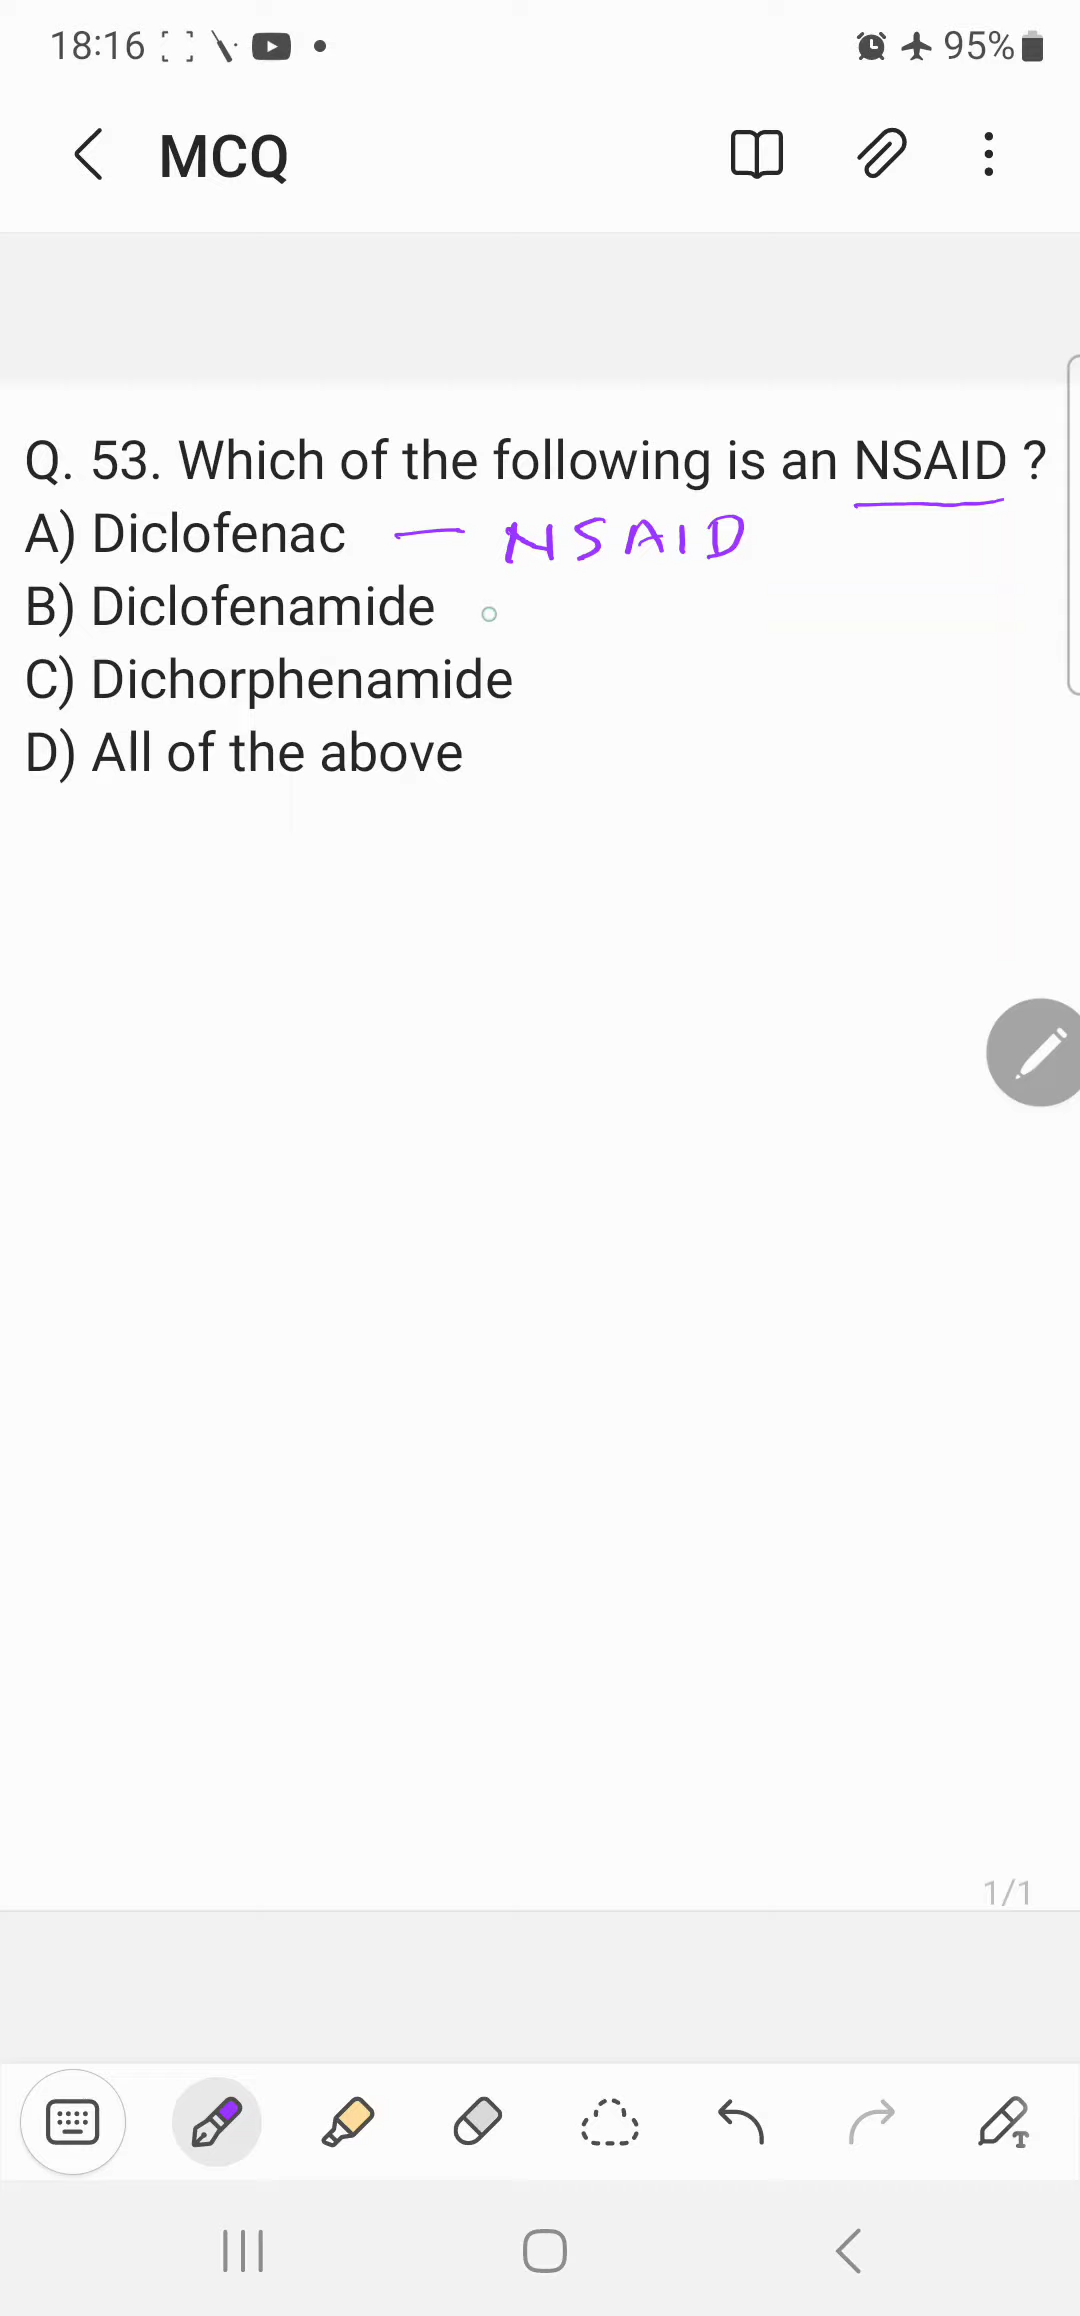 18:16 95%
MCQ
Q. 53. Which of the following is an NSAID ?
A) Diclofenac — NSAID
B) Diclofenamide
C) Dichorphenamide
D) All of the above
1/1
T